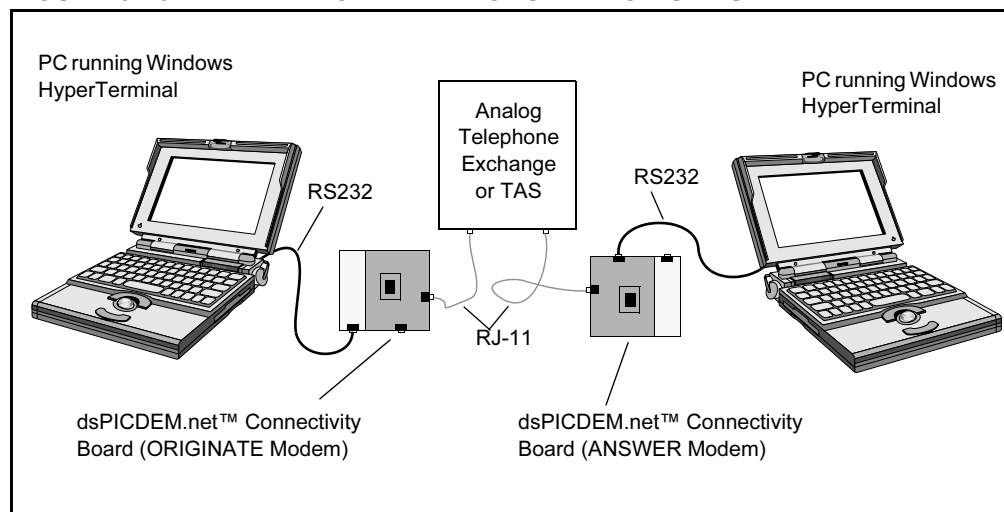 PC running Windows
HyperTerminal
PC running Windows
HyperTerminal
Analog
Telephone
Exchange
or TAS
RS232
RS232
RJ-11
dsPICDEM.net™ Connectivity
Board (ORIGINATE Modem)
dsPICDEM.net™ Connectivity
Board (ANSWER Modem)